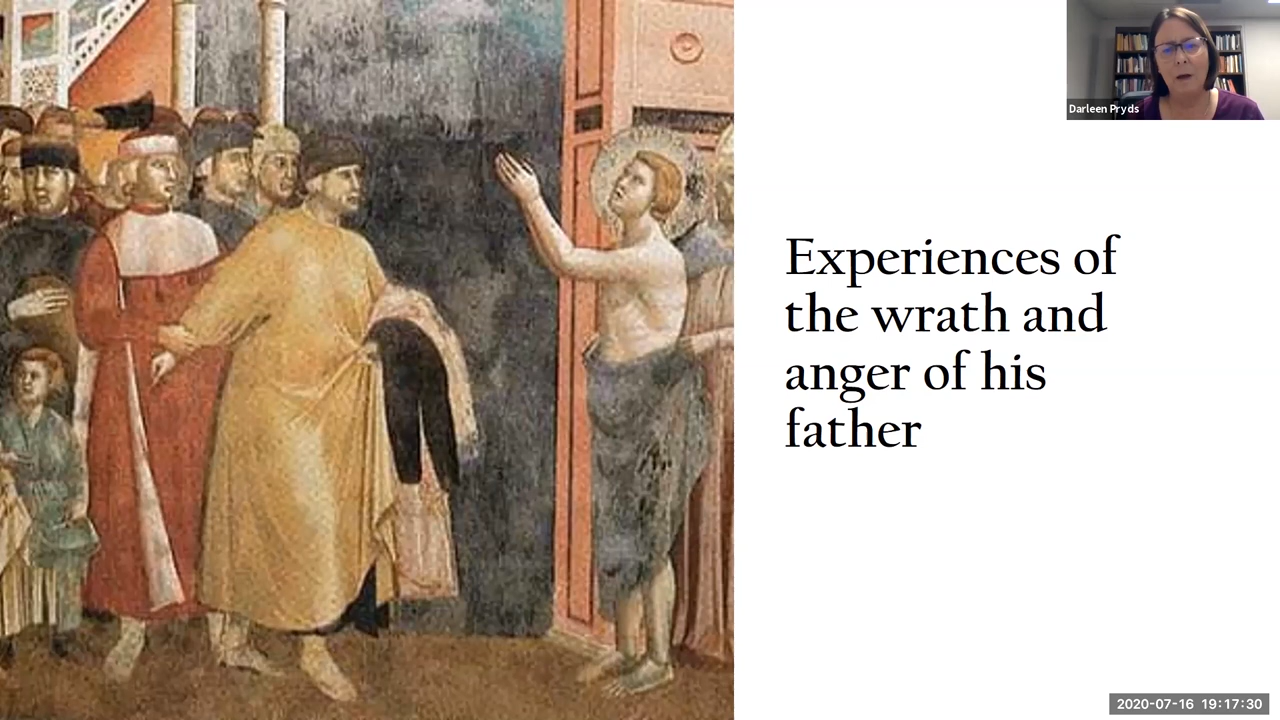 Darleen Pryds
Experiences of
the wrath and
anger of his
father
2020-07-16 19:17:30